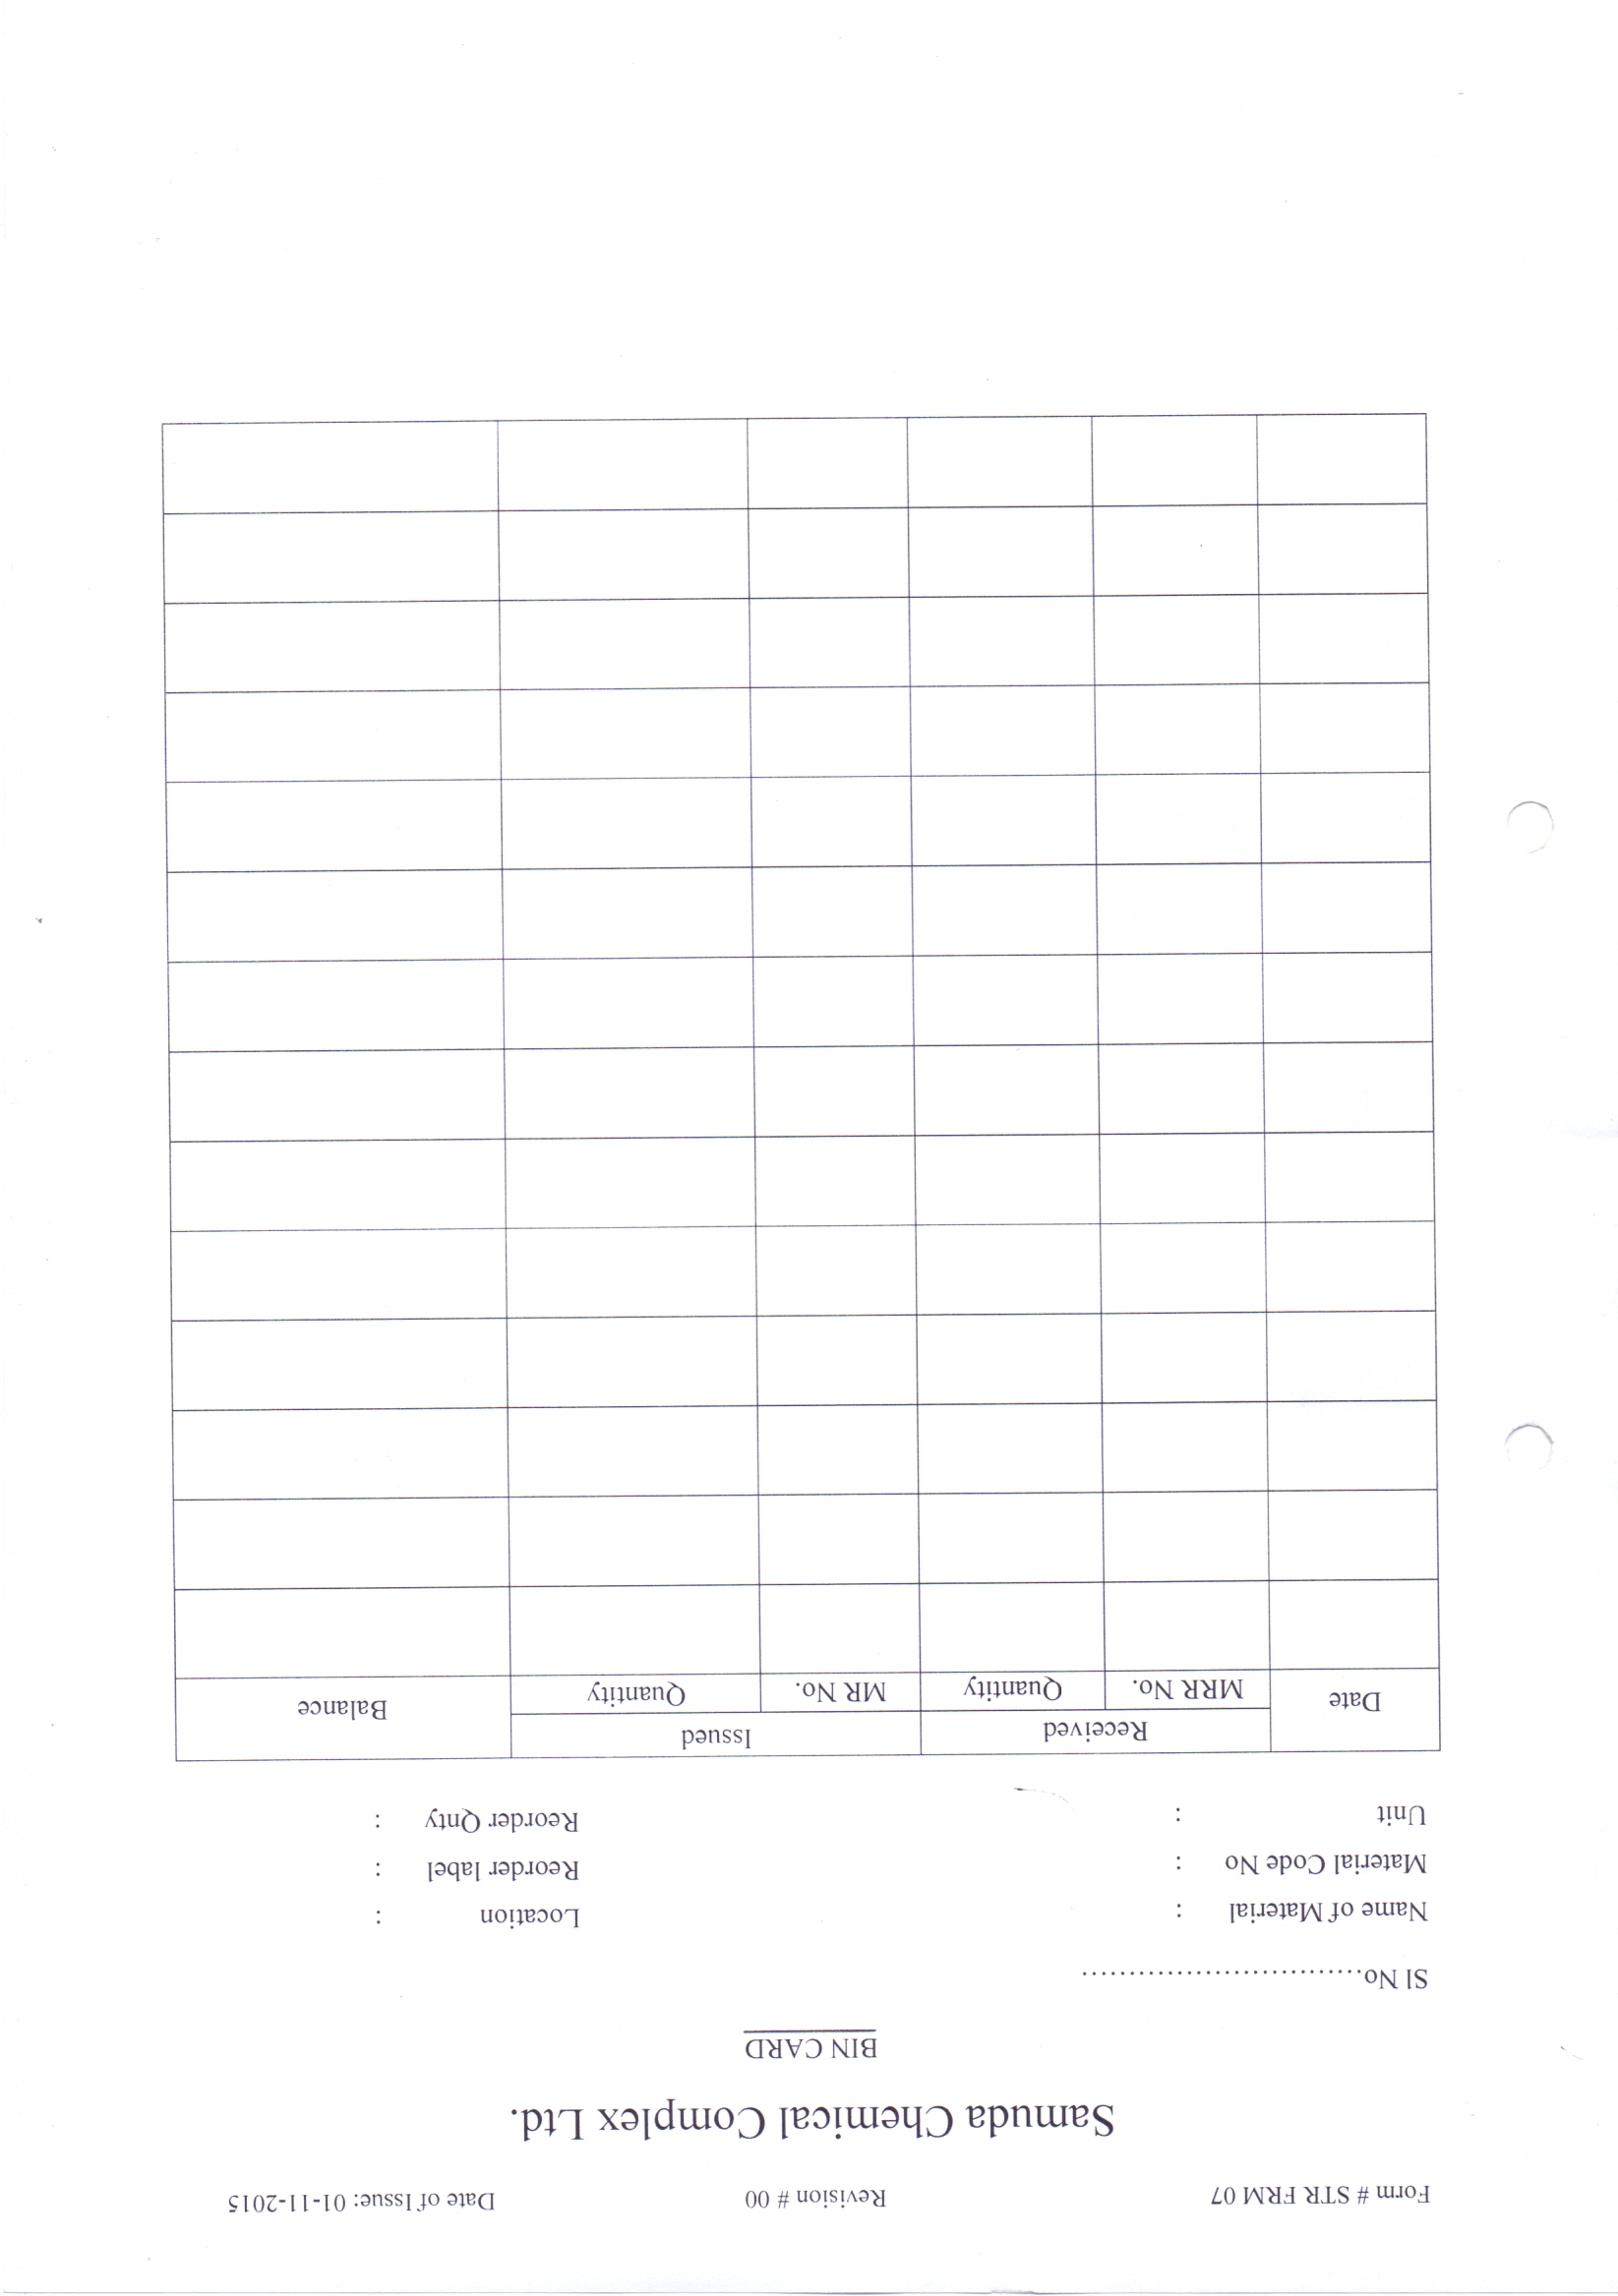 Form # STR FRM 07 Revision # 00 Date of Issue: 01-11-2015
Samuda Chemical Complex Ltd.
BIN CARD
Sl No...............................
Name of Material : Location :
Material Code No : Reorder label :
Unit : Reorder Qnty :
Date Received Issued Balance
MRR No. Quantity MR No. Quantity